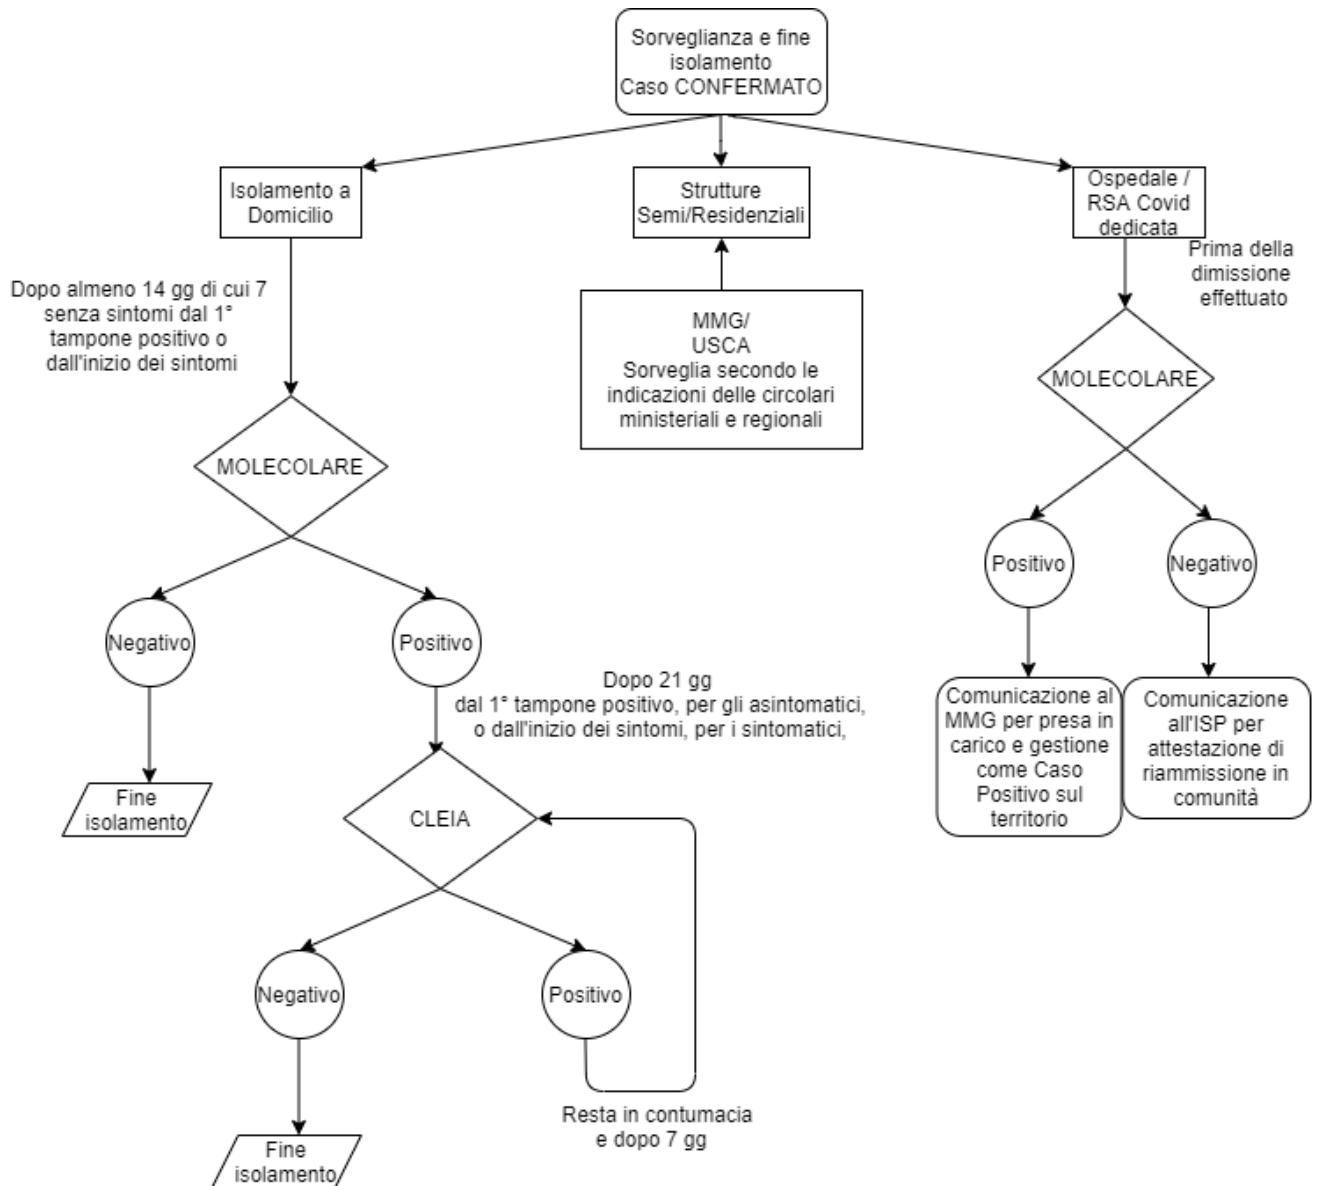 Sorveglianza e fine
isolamento
Caso CONFERMATO
Isolamento a
Domicilio
Strutture
Semi/Residenziali
Ospedale /
RSA Covid
dedicata
Prima della
dimissione
effettuato
Dopo almeno 14 gg di cui 7
senza sintomi dal 1°
tampone positivo o
dall'inizio dei sintomi
MMG/
USCA
Sorveglia secondo le
indicazioni delle circolari
ministeriali e regionali
MOLECOLARE
MOLECOLARE
Positivo
Negativo
Negativo
Positivo
Dopo 21 gg
dal 1° tampone positivo, per gli asintomatici,
o dall'inizio dei sintomi, per i sintomatici,
Comunicazione al
MMG per presa in
carico e gestione
come Caso
Positivo sul
territorio
Comunicazione
all'ISP per
attestazione di
riammissione in
comunità
Fine
isolamento
CLEIA
Negativo
Positivo
Resta in contumacia
e dopo 7 gg
Fine
isolamento